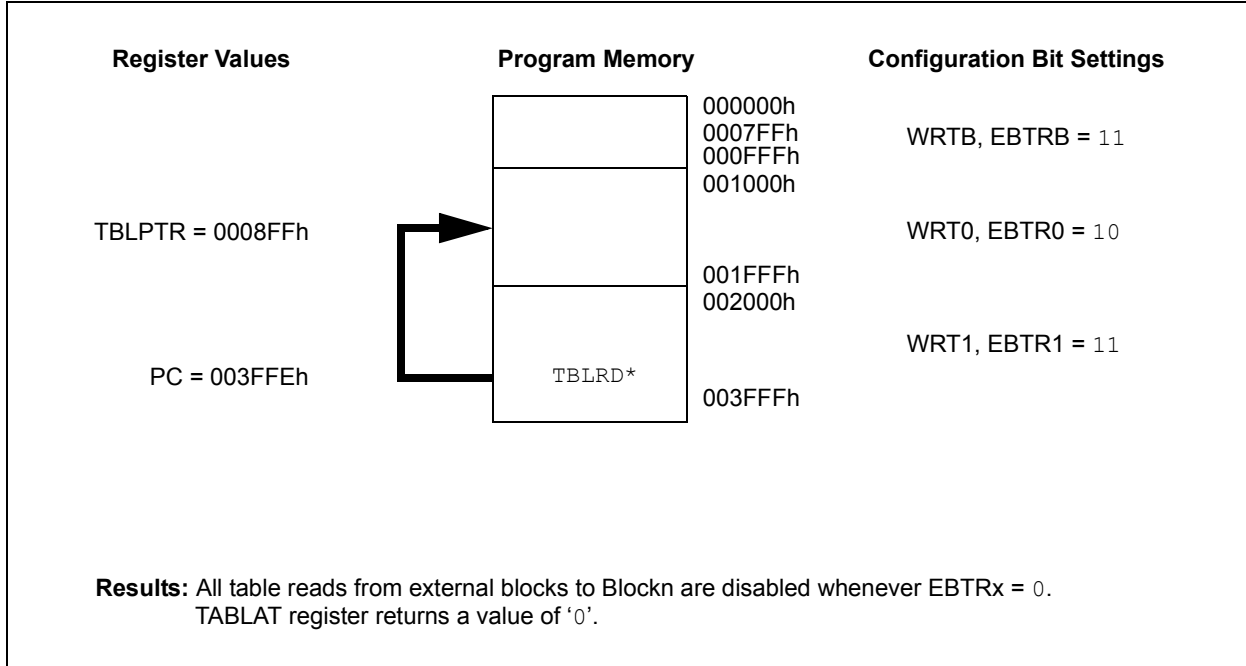 Register Values Program Memory Configuration Bit Settings
000000h
0007FFh
WRTB, EBTRB = 11
000FFFh
001000h
TBLPTR = 0008FFh
WRT0, EBTR0 = 10
001FFFh
002000h
WRT1, EBTR1 = 11
PC = 003FFEh
TBLRD*
003FFFh
Results: All table reads from external blocks to Blockn are disabled whenever EBTRx = 0.
TABLAT register returns a value of ‘0’.